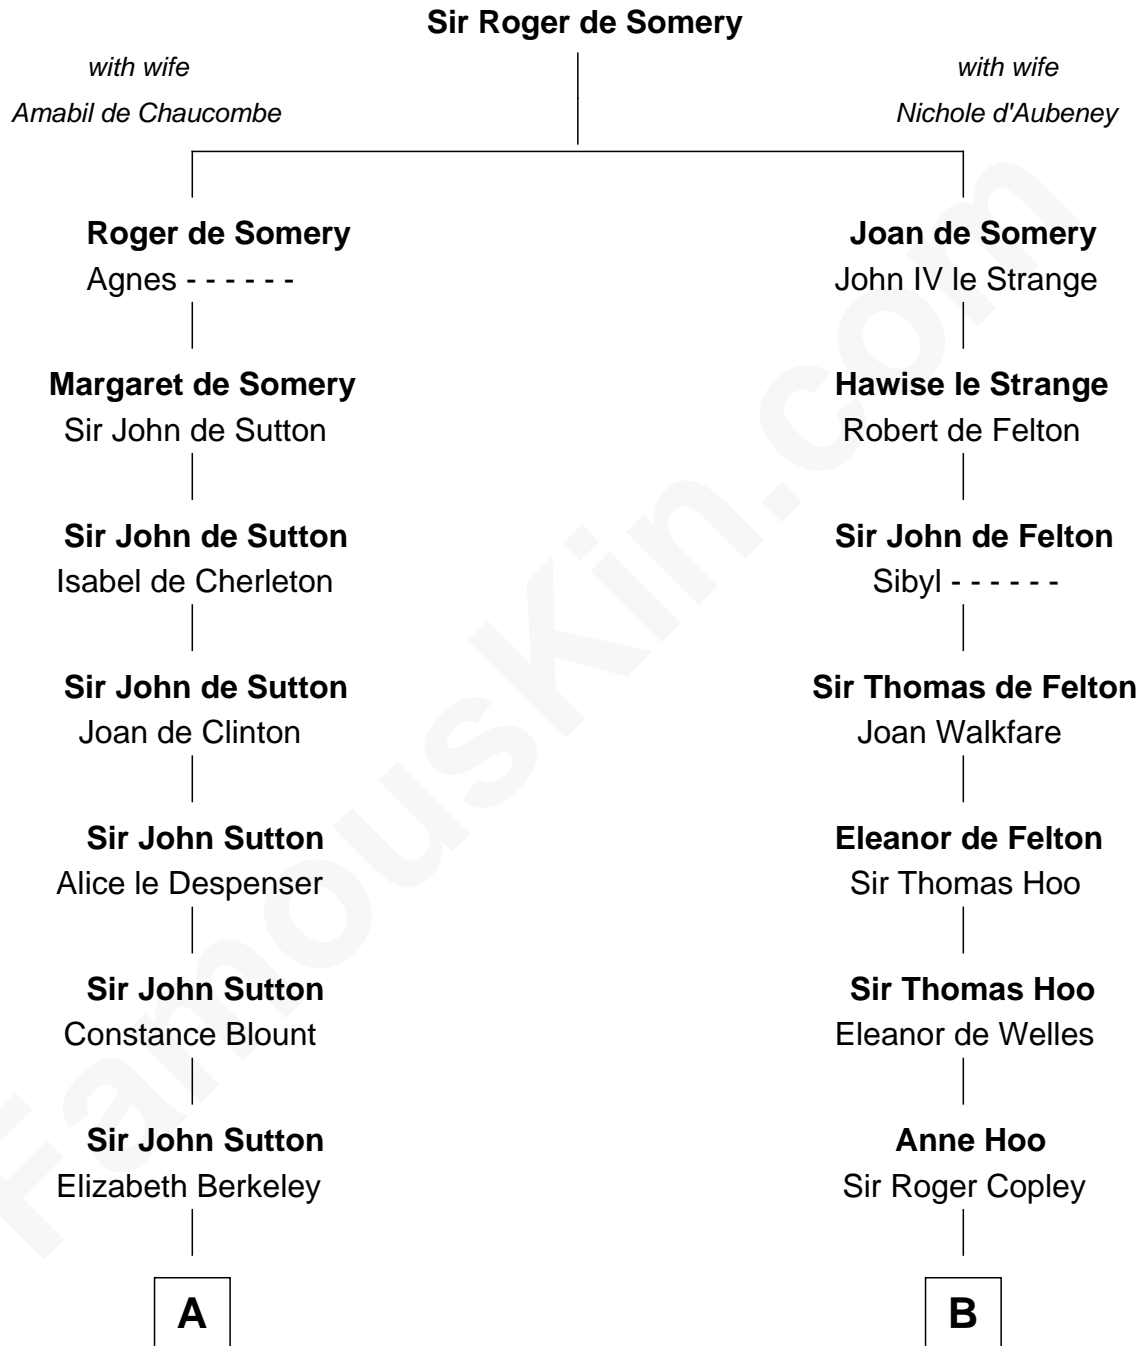 Sir Roger de Somery
with wife
Amabil de Chaucombe
with wife
Nichole d'Aubeney
Roger de Somery
Agnes - - - - - -
Joan de Somery
John IV le Strange
Margaret de Somery
Sir John de Sutton
Hawise le Strange
Robert de Felton
Sir John de Sutton
Isabel de Cherleton
Sir John de Felton
Sibyl - - - - - -
Sir John de Sutton
Joan de Clinton
Sir Thomas de Felton
Joan Walkfare
Sir John Sutton
Alice le Despenser
Eleanor de Felton
Sir Thomas Hoo
Sir John Sutton
Constance Blount
Sir Thomas Hoo
Eleanor de Welles
Sir John Sutton
Elizabeth Berkeley
Anne Hoo
Sir Roger Copley
A
B
FamousKin.com